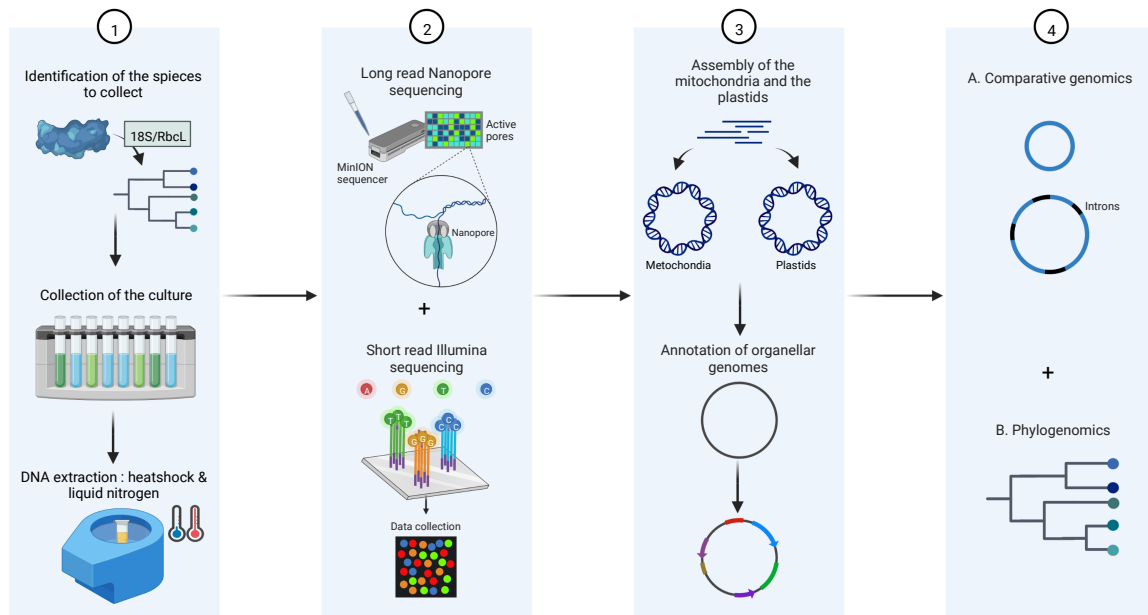 1
Identification of the spieces
to collect
18S/RbcL
Collection of the culture
DNA extraction : heatshock &
liquid nitrogen
2
Long read Nanopore
sequencing
Active
pores
MinION
sequencer
Nanopore
+
Short read Illumina
sequencing
A G T C
T T T
G G G
C C C
Data collection
3
Assembly of the
mitochondria and the
plastids
Metochondia
Plastids
Annotation of organellar
genomes
4
A. Comparative genomics
Introns
+
B. Phylogenomics